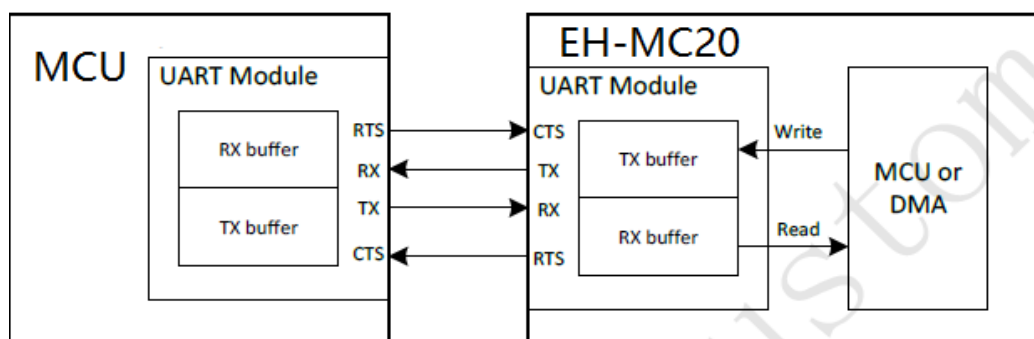 MCU
UART Module
RX buffer
TX buffer
RTS
RX
TX
CTS
EH-MC20
UART Module
CTS
TX
RX
RTS
TX buffer
RX buffer
Write
Read
MCU or
DMA